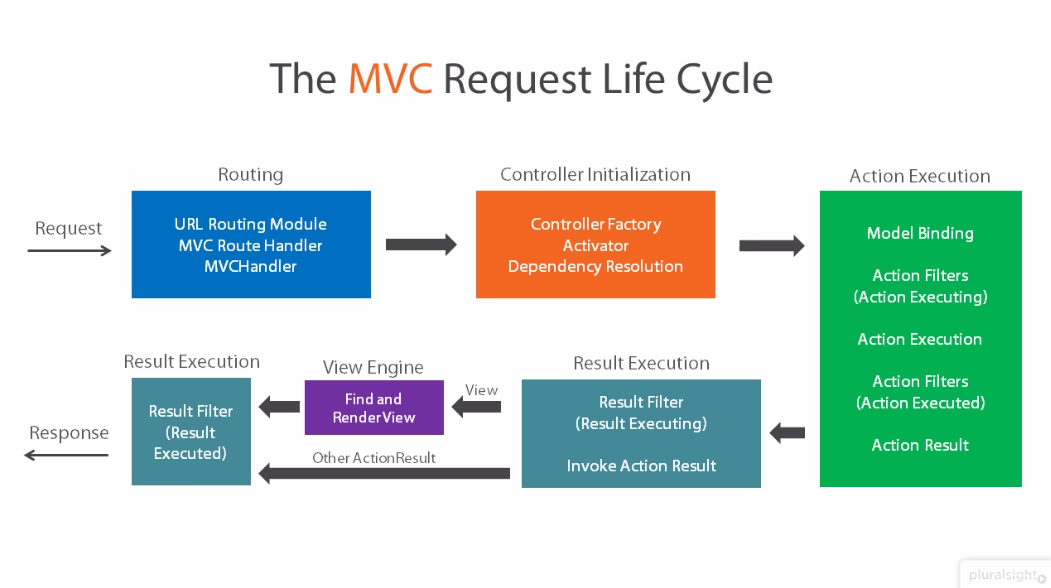 The MVC Request Life Cycle
Routing
Controller Initialization
Action Execution
Request
URL Routing Module
MVC Route Handler
MVCHandler
Controller Factory
Activator
Dependency Resolution
Model Binding
Action Filters
(Action Executing)
Action Execution
Action Filters
(Action Executed)
Action Result
Result Execution
Result Filter
(Result Executing)
Invoke Action Result
View
View Engine
Find and
Render View
Other ActionResult
Result Execution
Result Filter
(Result
Executed)
Response
pluralsight